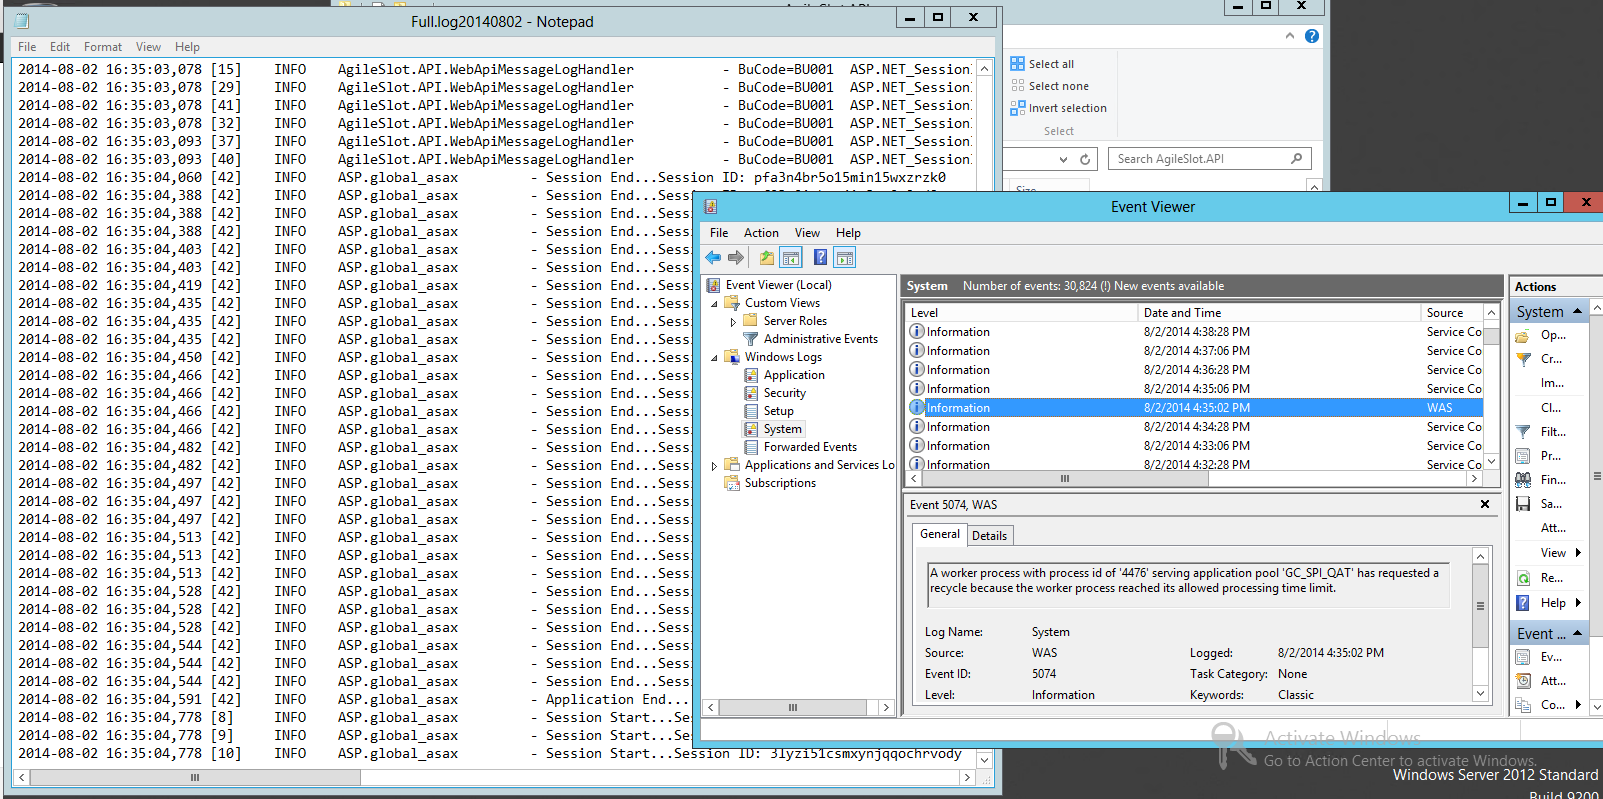 Full.log20140802 - Notepad
File Edit Format View Help
2014-08-02 16:35:03,078 [15] INFO AgileSlot.API.WebApiMessageLogHandler - BuCode=BU001 ASP.NET_Session
2014-08-02 16:35:03,078 [29] INFO AgileSlot.API.WebApiMessageLogHandler - BuCode=BU001 ASP.NET_Session
2014-08-02 16:35:03,078 [41] INFO AgileSlot.API.WebApiMessageLogHandler - BuCode=BU001 ASP.NET_Session
2014-08-02 16:35:03,078 [32] INFO AgileSlot.API.WebApiMessageLogHandler - BuCode=BU001 ASP.NET_Session
2014-08-02 16:35:03,093 [37] INFO AgileSlot.API.WebApiMessageLogHandler - BuCode=BU001 ASP.NET_Session
2014-08-02 16:35:03,093 [40] INFO AgileSlot.API.WebApiMessageLogHandler - BuCode=BU001 ASP.NET_Session
2014-08-02 16:35:04,060 [42] INFO ASP.global_asax - Session End...Session ID: pfa3n4br5o15min15wxzrzk0
2014-08-02 16:35:04,388 [42] INFO ASP.global_asax - Session End...Sess
2014-08-02 16:35:04,388 [42] INFO ASP.global_asax - Session End...Sess
2014-08-02 16:35:04,388 [42] INFO ASP.global_asax - Session End...Sess
2014-08-02 16:35:04,403 [42] INFO ASP.global_asax - Session End...Sess
2014-08-02 16:35:04,403 [42] INFO ASP.global_asax - Session End...Sess
2014-08-02 16:35:04,419 [42] INFO ASP.global_asax - Session End...Sess
2014-08-02 16:35:04,435 [42] INFO ASP.global_asax - Session End...Sess
2014-08-02 16:35:04,435 [42] INFO ASP.global_asax - Session End...Sess
2014-08-02 16:35:04,435 [42] INFO ASP.global_asax - Session End...Sess
2014-08-02 16:35:04,450 [42] INFO ASP.global_asax - Session End...Sess
2014-08-02 16:35:04,466 [42] INFO ASP.global_asax - Session End...Sess
2014-08-02 16:35:04,466 [42] INFO ASP.global_asax - Session End...Sess
2014-08-02 16:35:04,466 [42] INFO ASP.global_asax - Session End...Sess
2014-08-02 16:35:04,466 [42] INFO ASP.global_asax - Session End...Sess
2014-08-02 16:35:04,482 [42] INFO ASP.global_asax - Session End...Sess
2014-08-02 16:35:04,482 [42] INFO ASP.global_asax - Session End...Sess
2014-08-02 16:35:04,497 [42] INFO ASP.global_asax - Session End...Sess
2014-08-02 16:35:04,497 [42] INFO ASP.global_asax - Session End...Sess
2014-08-02 16:35:04,497 [42] INFO ASP.global_asax - Session End...Sess
2014-08-02 16:35:04,513 [42] INFO ASP.global_asax - Session End...Sess
2014-08-02 16:35:04,513 [42] INFO ASP.global_asax - Session End...Sess
2014-08-02 16:35:04,513 [42] INFO ASP.global_asax - Session End...Sess
2014-08-02 16:35:04,528 [42] INFO ASP.global_asax - Session End...Sess
2014-08-02 16:35:04,528 [42] INFO ASP.global_asax - Session End...Sess
2014-08-02 16:35:04,528 [42] INFO ASP.global_asax - Session End...Sess
2014-08-02 16:35:04,544 [42] INFO ASP.global_asax - Session End...Sess
2014-08-02 16:35:04,544 [42] INFO ASP.global_asax - Session End...Sess
2014-08-02 16:35:04,544 [42] INFO ASP.global_asax - Session End...Sess
2014-08-02 16:35:04,591 [42] INFO ASP.global_asax - Application End...
2014-08-02 16:35:04,778 [8] INFO ASP.global_asax - Session Start...Se
2014-08-02 16:35:04,778 [9] INFO ASP.global_asax - Session Start...Se
2014-08-02 16:35:04,778 [10] INFO ASP.global_asax - Session Start...Session ID: 3lyzi51csmxynjqqochrvody
Select all
Select none
Invert selection
Select
Search AgileSlot.API
Size
Event Viewer
File Action View Help
Event Viewer (Local)
Custom Views
Server Roles
Administrative Events
Windows Logs
Application
Security
Setup
System
Forwarded Events
Applications and Services Lo
Subscriptions
System Number of events: 30,824 (!) New events available
Level Date and Time Source
Information 8/2/2014 4:38:28 PM Service Co
Information 8/2/2014 4:37:06 PM Service Co
Information 8/2/2014 4:36:28 PM Service Co
Information 8/2/2014 4:35:06 PM Service Co
Information 8/2/2014 4:35:02 PM WAS
Information 8/2/2014 4:34:28 PM Service Co
Information 8/2/2014 4:33:06 PM Service Co
Information 8/2/2014 4:32:28 PM Service Co
Event 5074, WAS
General Details
A worker process with process id of '4476' serving application pool 'GC_SPI_QAT' has requested a
recycle because the worker process reached its allowed processing time limit.
Log Name: System
Source: WAS Logged: 8/2/2014 4:35:02 PM
Event ID: 5074 Task Category: None
Level: Information Keywords: Classic
Actions
System
Op...
Cr...
Im...
Cl...
Filt...
Pr...
Fin...
Sa...
Att...
View
Re...
Help
Event ...
Ev...
Att...
Co...
Activate Windows
Go to Action Center to activate Windows.
Windows Server 2012 Standard
Build 9200